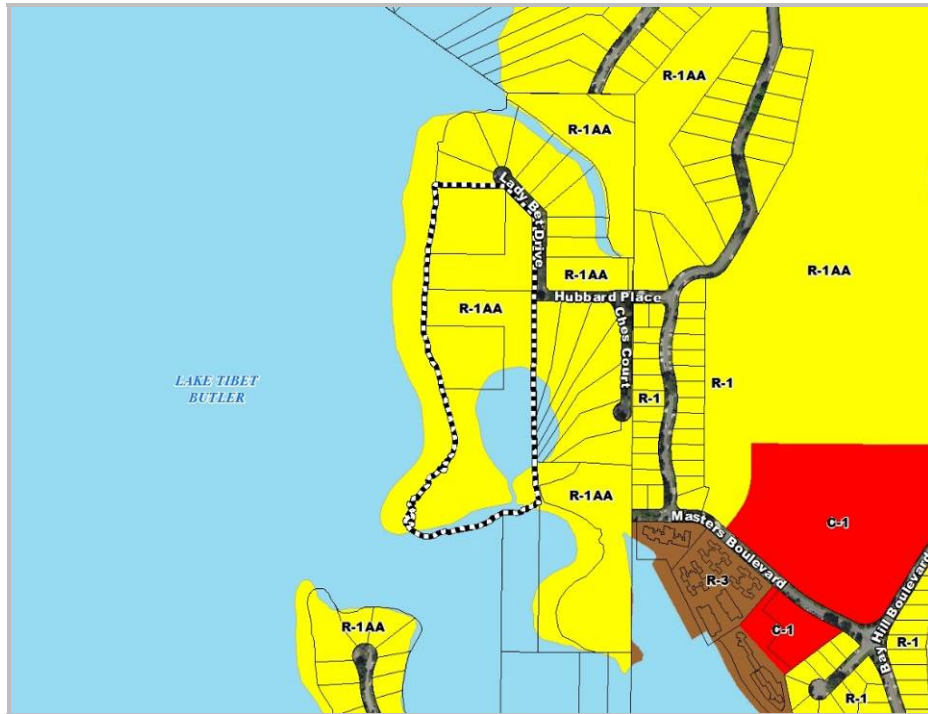 R-1AA
R-1AA
Lady Bet Drive
R-1AA
R-1AA
Hubbard Place
R-1AA
Ches Court
LAKE TIBET
BUTLER
R-1
R-1
R-1AA
Masters Boulevard
C-1
R-3
C-1
R-1AA
Bay Hill Boulevard
R-1
R-1